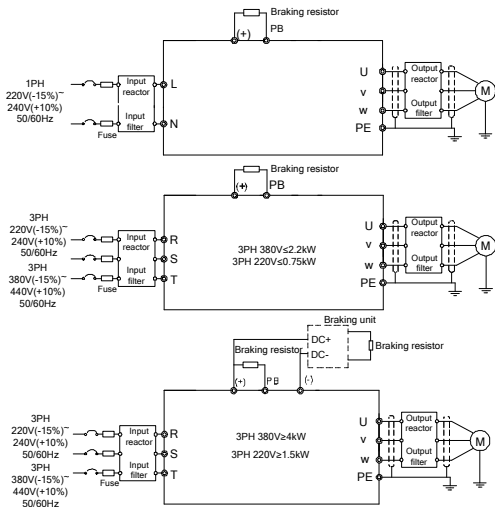 Braking resistor
(+) PB
1PH
220V(-15%)~
240V(+10%)
50/60Hz
Fuse
Input
reactor
Input
filter
L
N
U
v
w
PE
Output
reactor
Output
filter
M
Braking resistor
(+) PB
3PH
220V(-15%)~
240V(+10%)
50/60Hz
3PH
380V(-15%)~
440V(+10%)
50/60Hz
Fuse
Input
reactor
Input
filter
R
S
T
3PH 380V≤2.2kW
3PH 220V≤0.75kW
U
v
w
PE
Output
reactor
Output
filter
M
Braking unit
DC+
DC-
Braking resistor
Braking resistor
(+) PB (-)
3PH
220V(-15%)~
240V(+10%)
50/60Hz
3PH
380V(-15%)~
440V(+10%)
50/60Hz
Fuse
Input
reactor
Input
filter
R
S
T
3PH 380V≥4kW
3PH 220V≥1.5kW
U
v
w
PE
Output
reactor
Output
filter
M